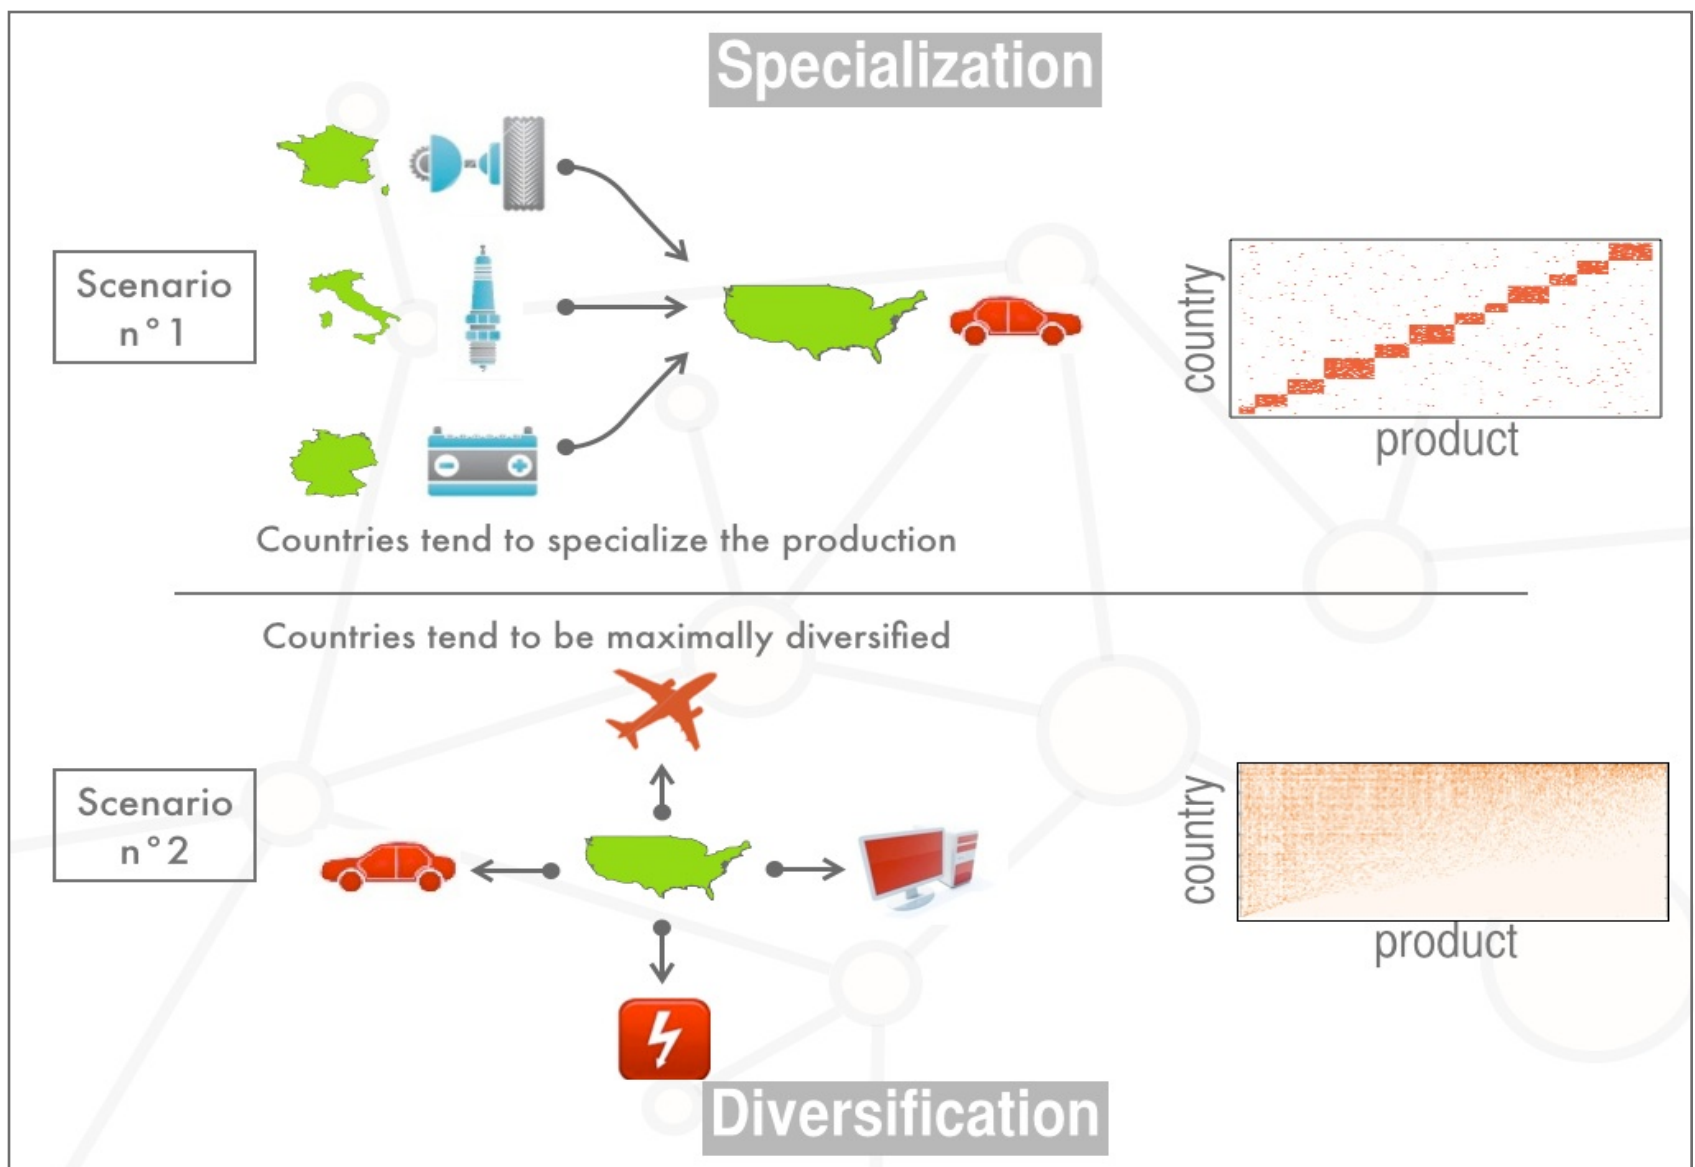 Specialization
Scenario
n°1
country
product
Countries tend to specialize the production
Countries tend to be maximally diversified
Scenario
n°2
country
product
Diversification